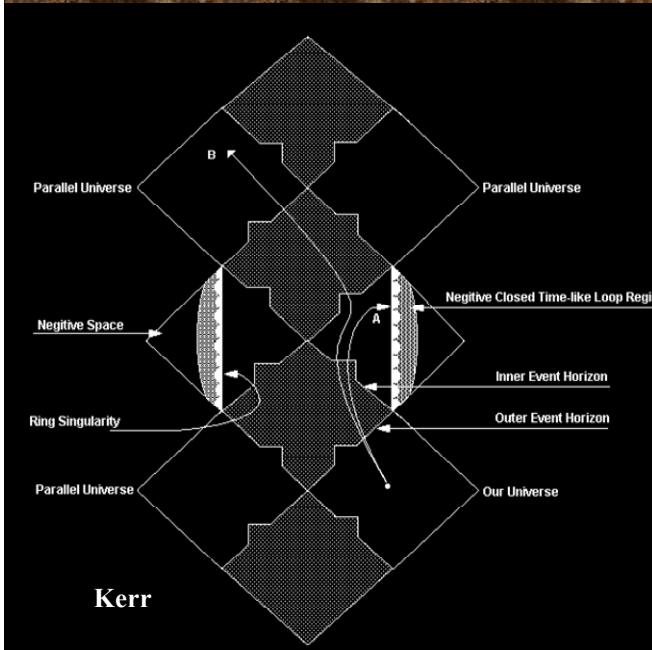 B
Parallel Universe
Parallel Universe
Negitive Closed Time-like Loop Regi
A
Negitive Space
Inner Event Horizon
Ring Singularity
Outer Event Horizon
Parallel Universe
Our Universe
Kerr